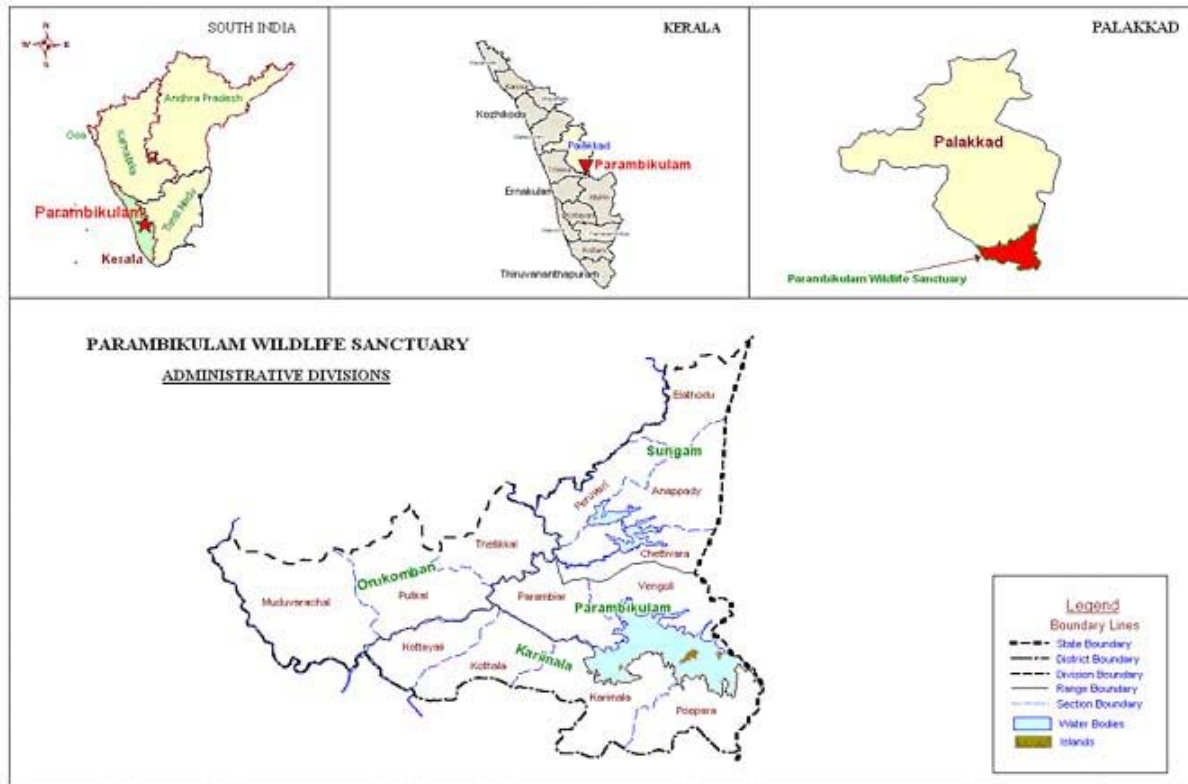 SOUTH INDIA
W
E
N
S
Andhra Pradesh
Goa
Karnataka
Tamil Nadu
Parambikulam
Kerala
KERALA
Kozhikode
Palakkad
Parambikulam
Ernakulam
Kollam
Thiruvananthapuram
PALAKKAD
Palakkad
Parambikulam Wildlife Sanctuary
PARAMBIKULAM WILDLIFE SANCTUARY
ADMINISTRATIVE DIVISIONS
Elathodu
Sungam
Peruvari
Anappady
Thellikkal
Chettivara
Orukomban
Muduvarachal
Pulikal
Parambiar
Vengoli
Parambikulam
Kottayali
Kothala
Karimala
Karimala
Poopara
Legend
Boundary Lines
State Boundary
District Boundary
Division Boundary
Range Boundary
Section Boundary
Water Bodies
Islands